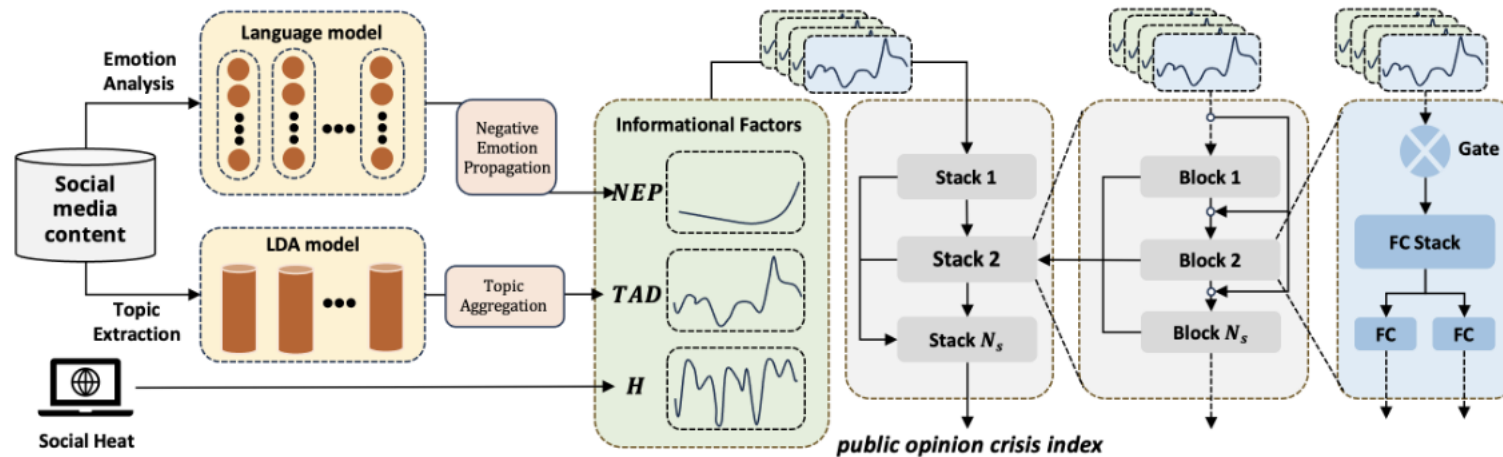 Emotion
Analysis
Language model
Negative
Emotion
Propagation
Social
media
content
LDA model
Topic
Aggregation
Topic
Extraction
Social Heat
Informational Factors
NEP
TAD
H
Stack 1
Stack 2
Stack Nₛ
public opinion crisis index
Block 1
Block 2
Block Nₛ
Gate
FC Stack
FC
FC